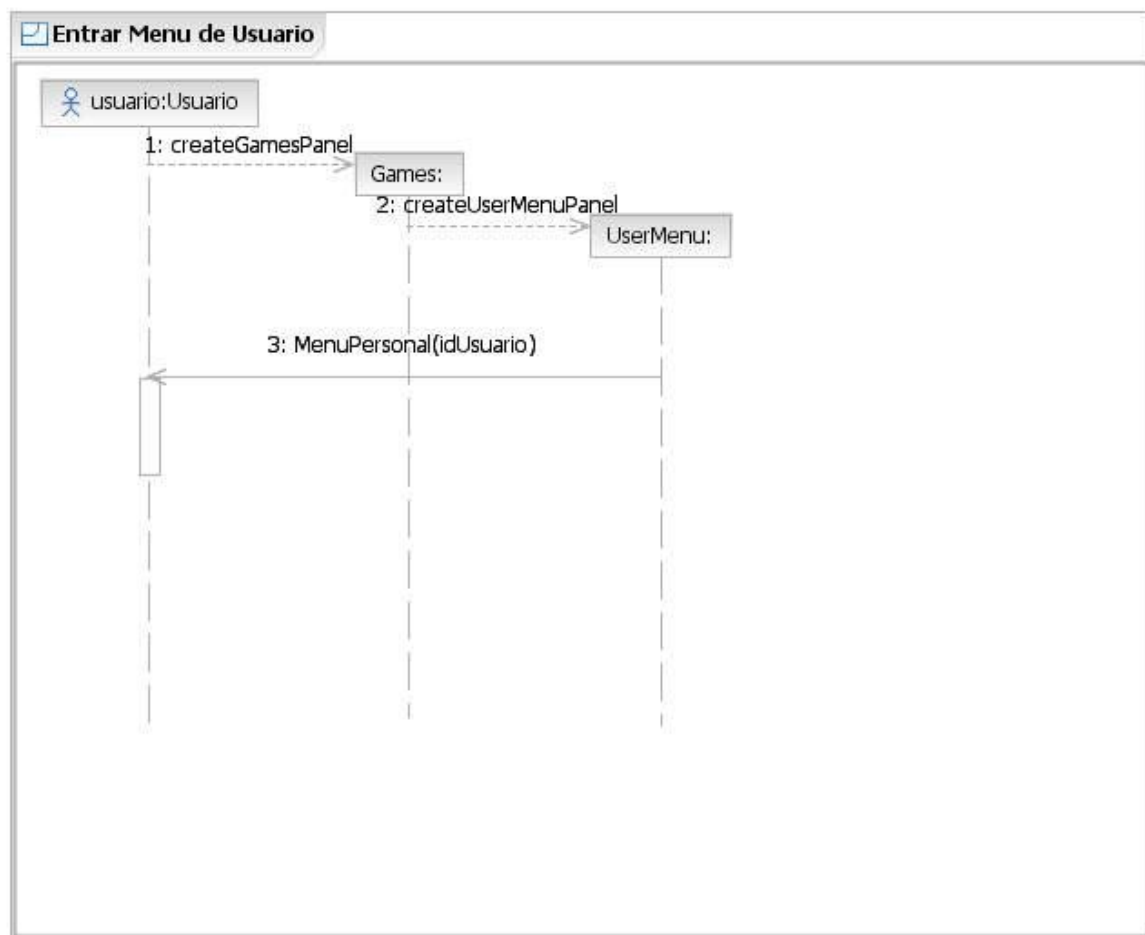 Entrar Menu de Usuario
usuario:Usuario
1: createGamesPanel
Games:
2: createUserMenuPanel
UserMenu:
3: MenuPersonal(idUsuario)